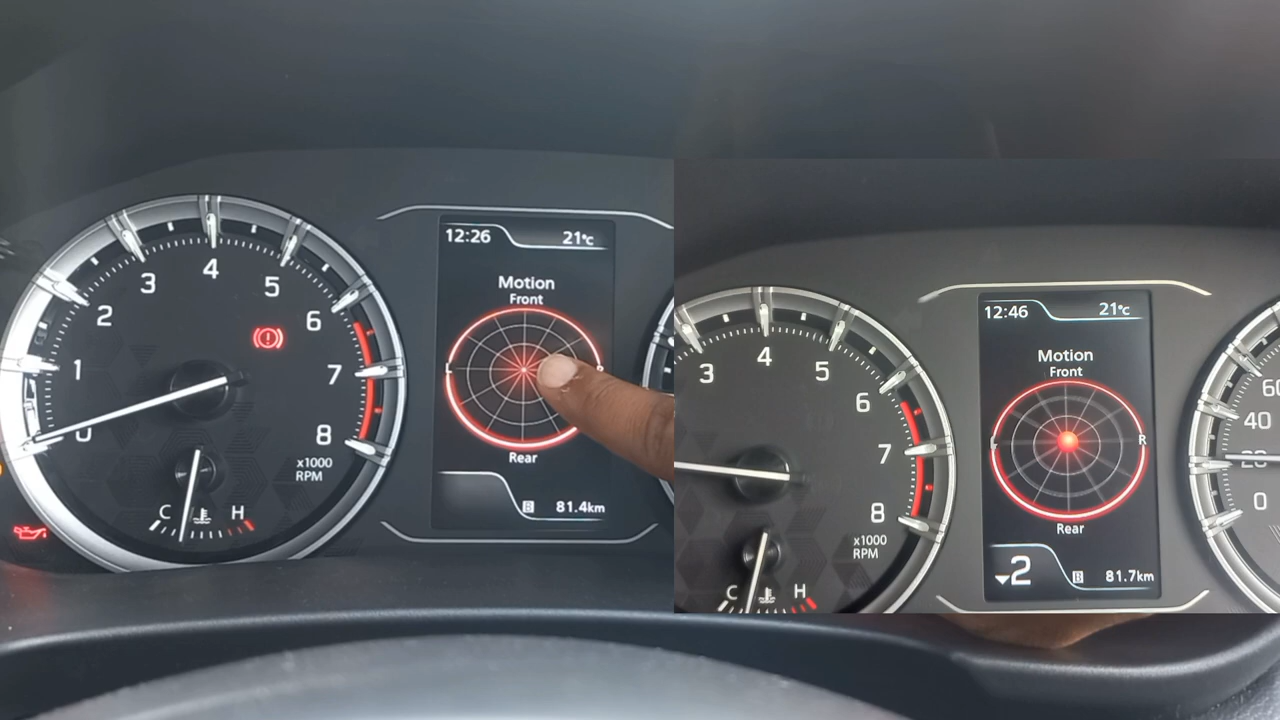 4
3
5
2
6
1
7
0
8
x1000
RPM
C
H
12:26
21°C
Motion
Front
L
Rear
B
81.4km
4
3
5
6
7
8
x1000
RPM
C
H
12:46
21°C
Motion
Front
R
Rear
2
B
81.7km
60
40
20
0